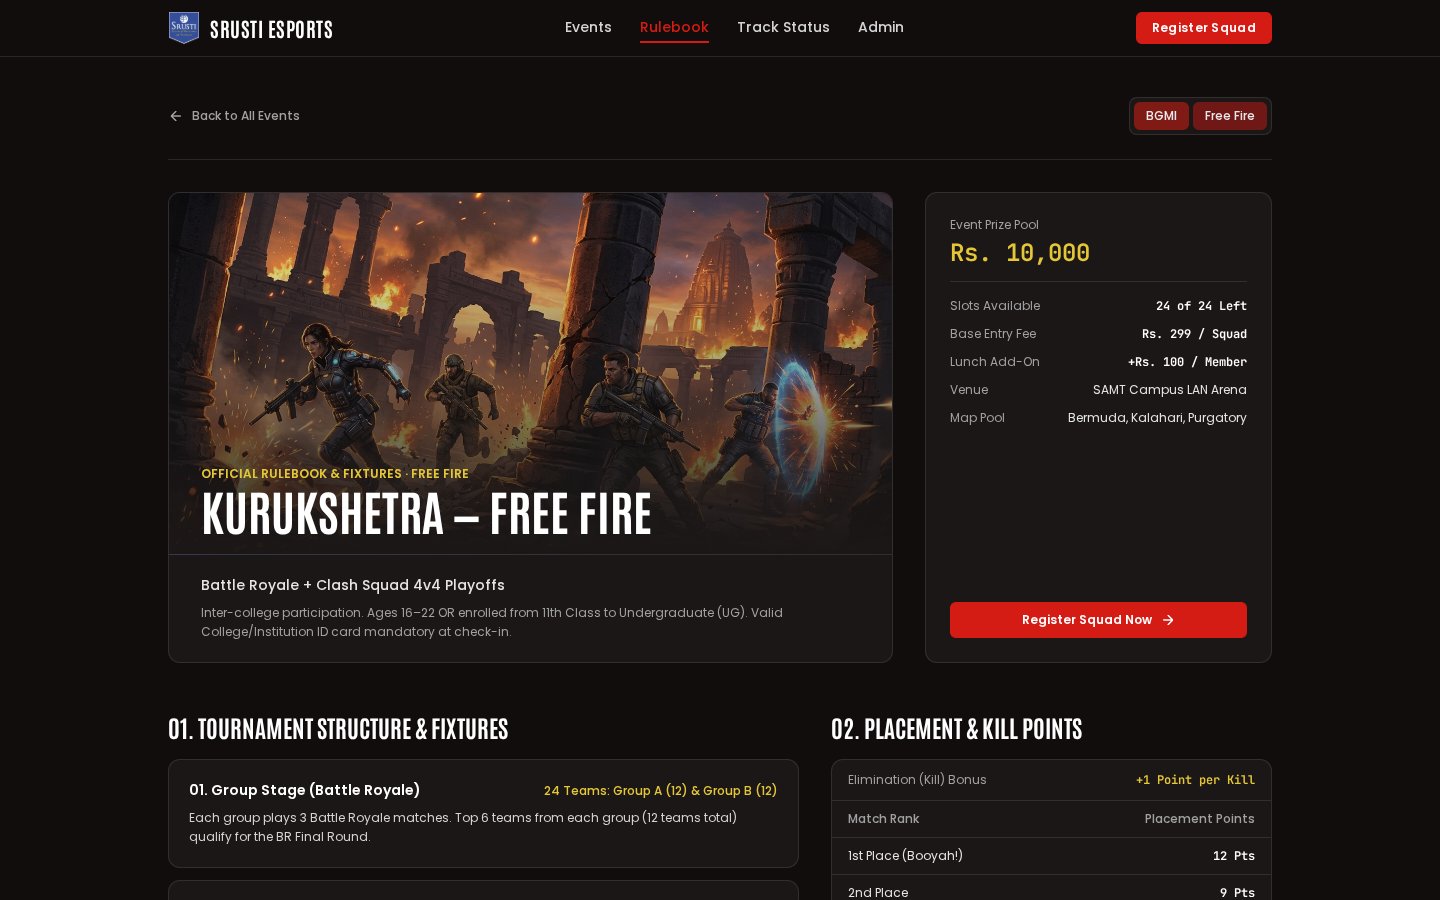 SRUSTI
SRUSTI ESPORTS
Events
Rulebook
Track Status
Admin
Register Squad
Back to All Events
BGMI
Free Fire
OFFICIAL RULEBOOK & FIXTURES · FREE FIRE
KURUKSHETRA — FREE FIRE
Battle Royale + Clash Squad 4v4 Playoffs
Inter-college participation. Ages 16–22 OR enrolled from 11th Class to Undergraduate (UG). Valid
College/Institution ID card mandatory at check-in.
Event Prize Pool
Rs. 10,000
Slots Available 24 of 24 Left
Base Entry Fee Rs. 299 / Squad
Lunch Add-On +Rs. 100 / Member
Venue SAMT Campus LAN Arena
Map Pool Bermuda, Kalahari, Purgatory
Register Squad Now
01. TOURNAMENT STRUCTURE & FIXTURES
01. Group Stage (Battle Royale) 24 Teams: Group A (12) & Group B (12)
Each group plays 3 Battle Royale matches. Top 6 teams from each group (12 teams total)
qualify for the BR Final Round.
02. PLACEMENT & KILL POINTS
Elimination (Kill) Bonus +1 Point per Kill
Match Rank Placement Points
1st Place (Booyah!) 12 Pts
2nd Place 9 Pts